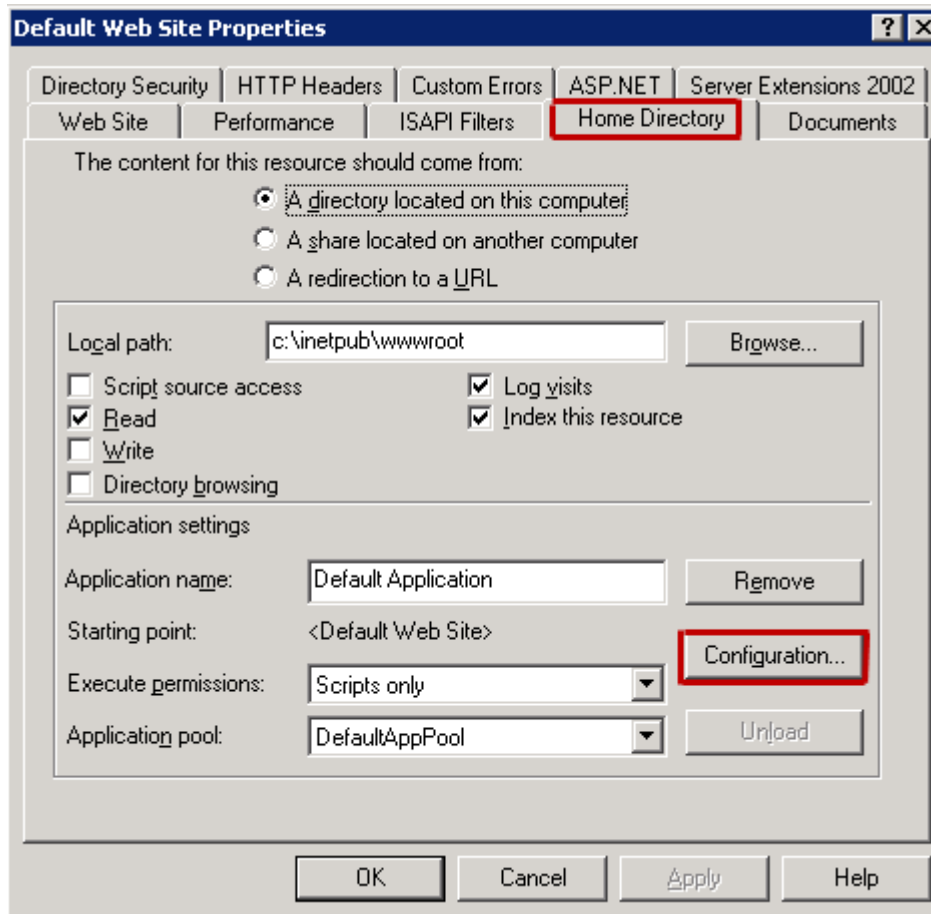 Default Web Site Properties
Directory Security HTTP Headers Custom Errors ASP.NET Server Extensions 2002
Web Site Performance ISAPI Filters Home Directory Documents
The content for this resource should come from:
A directory located on this computer
A share located on another computer
A redirection to a URL
Local path: c:\inetpub\wwwroot Browse...
Script source access Log visits
Read Index this resource
Write
Directory browsing
Application settings
Application name: Default Application Remove
Starting point: <Default Web Site>
Configuration...
Execute permissions: Scripts only
Application pool: DefaultAppPool Unload
OK Cancel Apply Help